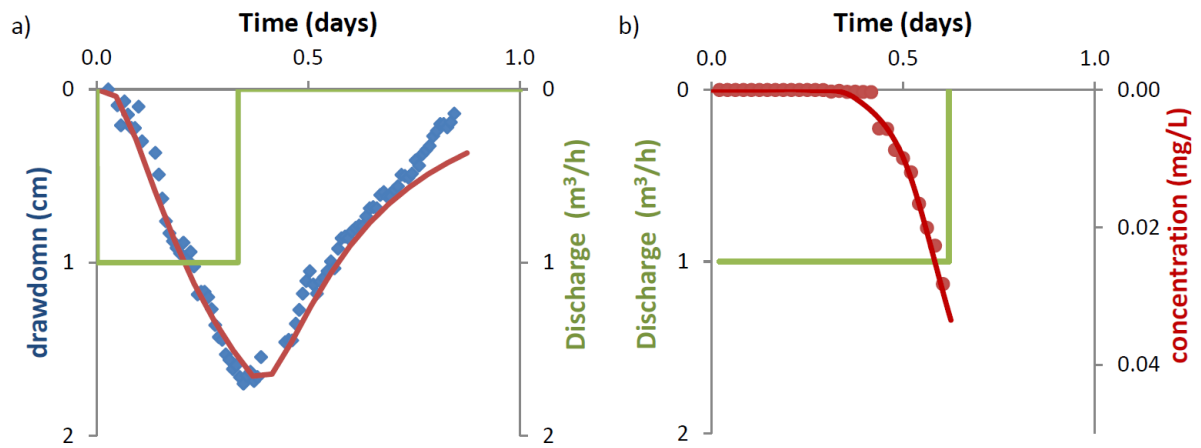 a)
Time (days)
0.0 0.5 1.0
0
1
2
drawdomn (cm)
0
1
2
Discharge (m³/h)
b)
Time (days)
0.0 0.5 1.0
0
1
2
Discharge (m³/h)
0.00
0.02
0.04
concentration (mg/L)